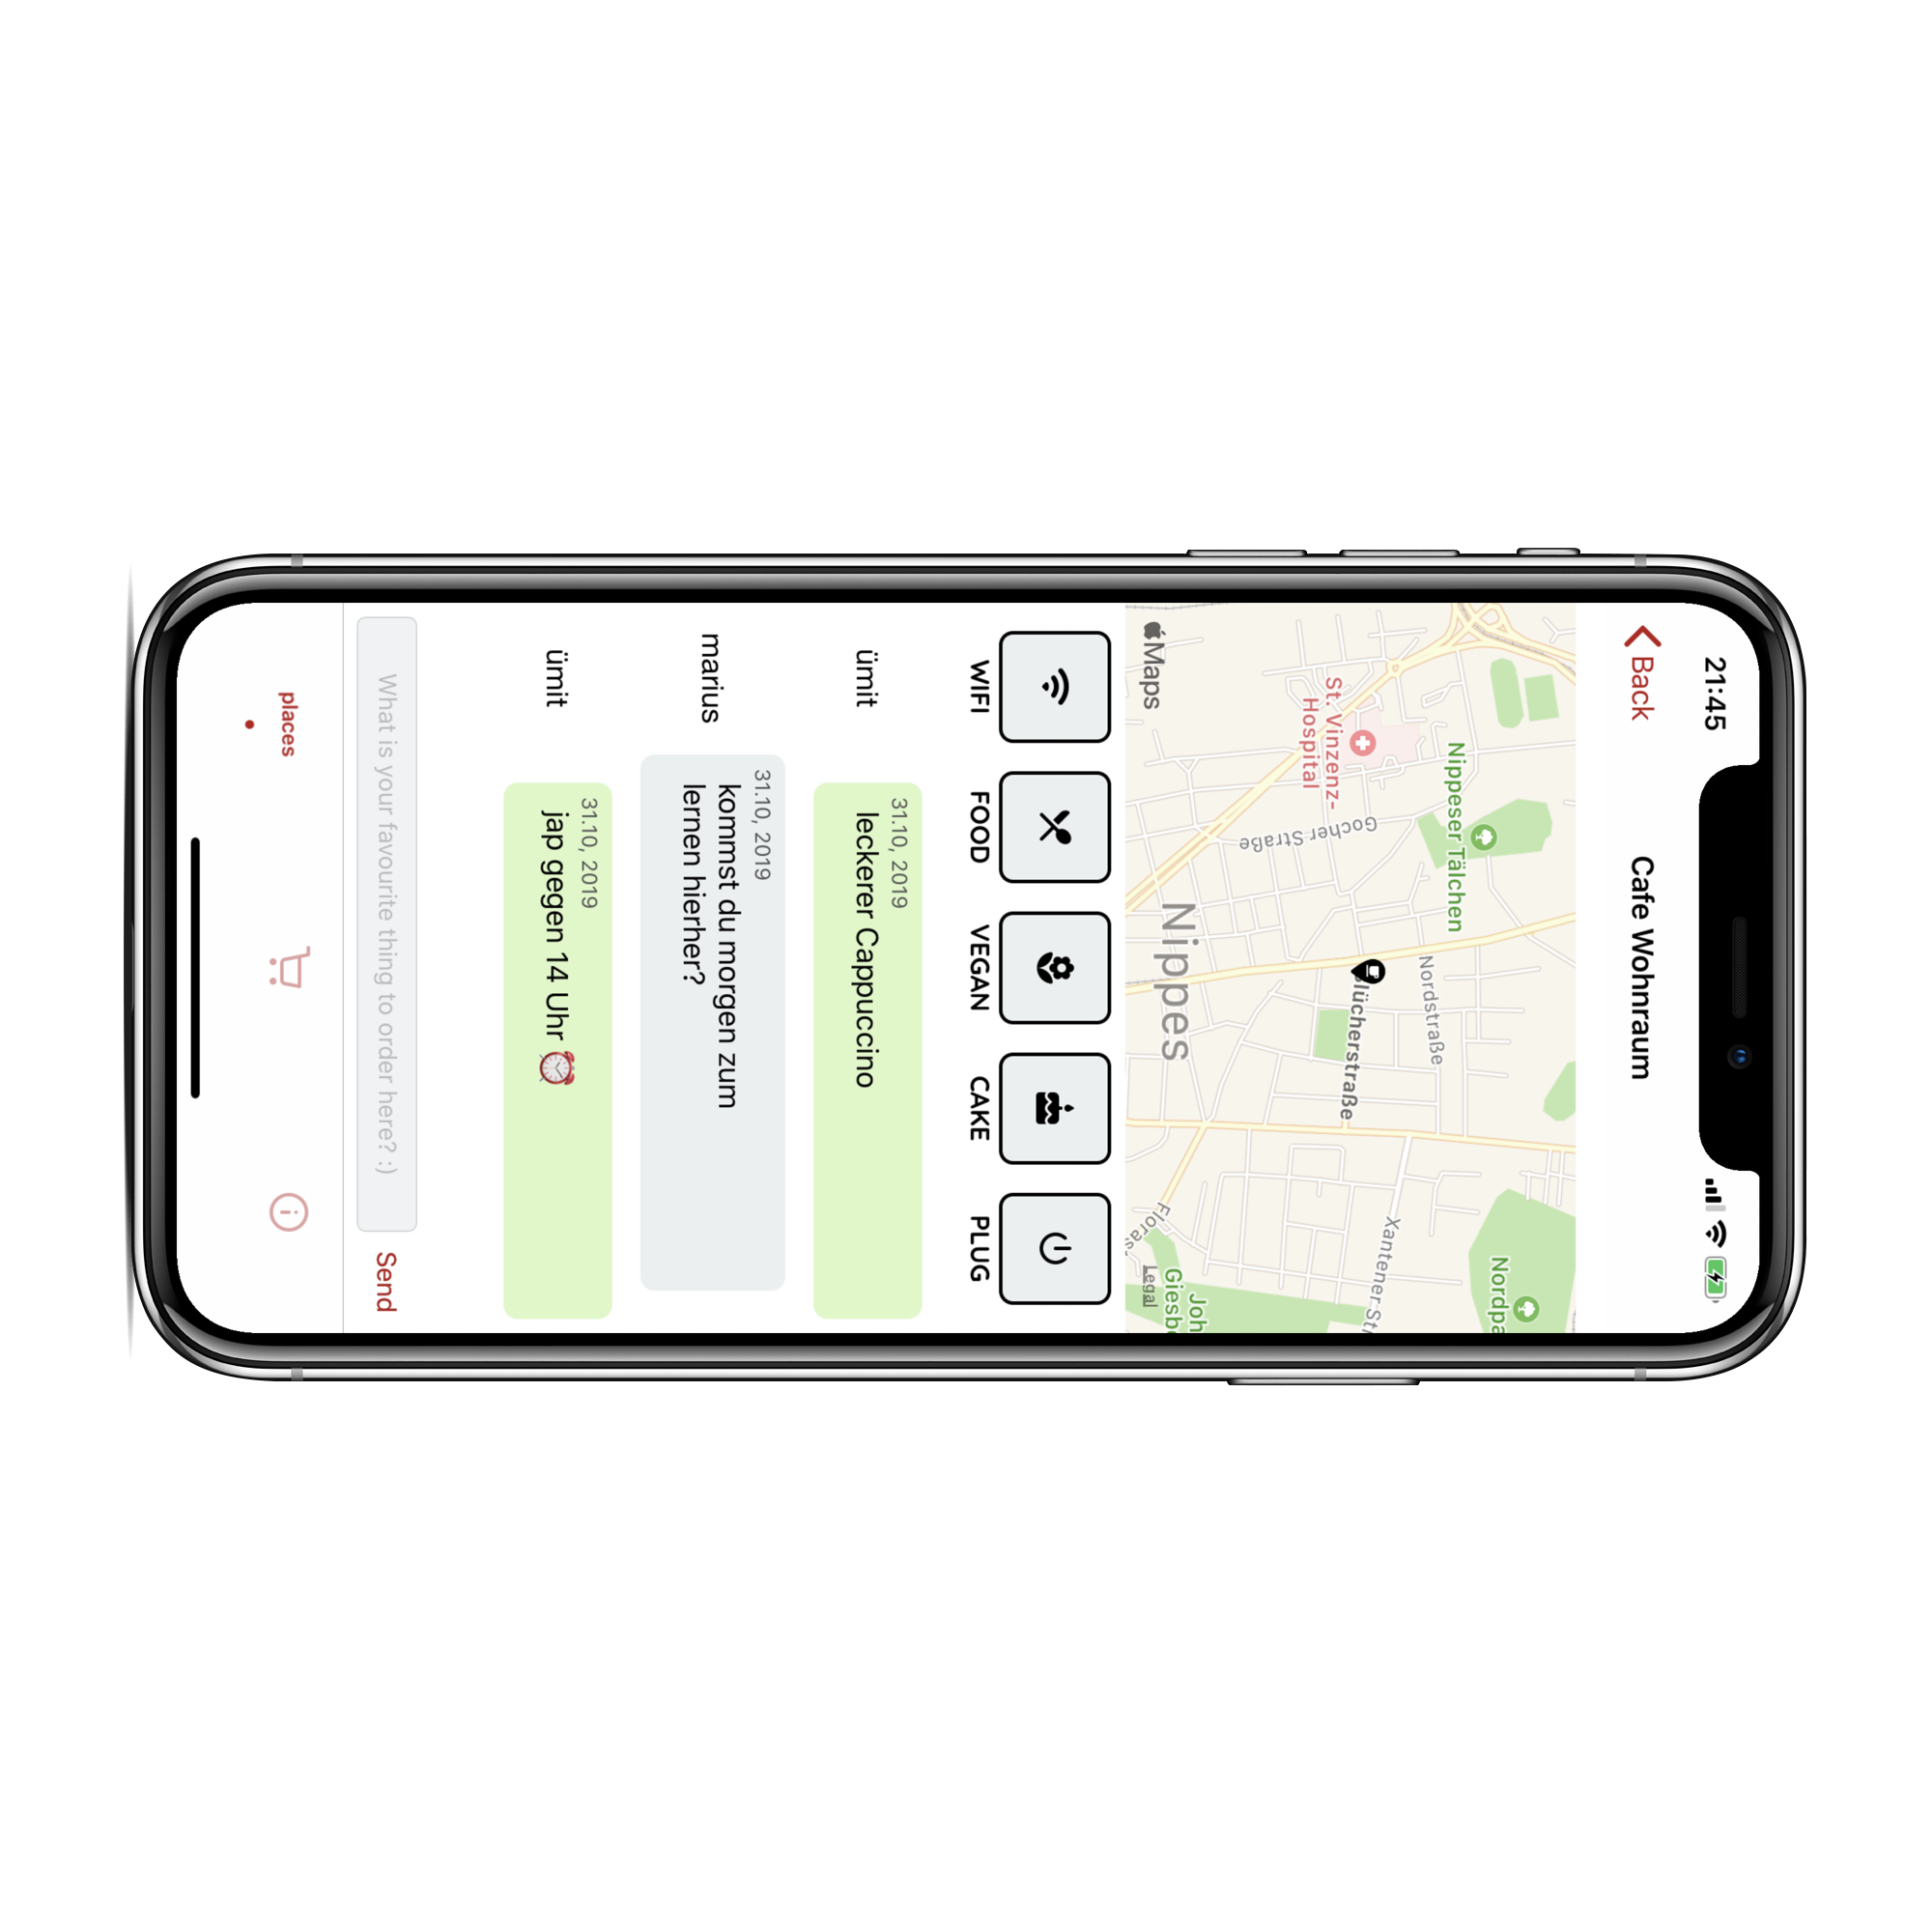 21:45
Back
Cafe Wohnraum
Nippeser Tälchen
Nordpa
St. Vinzenz-
Hospital
Gocher Straße
Nordstraße
lücherstraße
Xantener Str
Nippes
Joh
Giesb
Floras
Maps
Legal
WIFI
FOOD
VEGAN
CAKE
PLUG
ümit
31.10, 2019
leckerer Cappuccino
marius
31.10, 2019
kommst du morgen zum
lernen hierher?
ümit
31.10, 2019
jap gegen 14 Uhr ⏰
What is your favourite thing to order here? :)
Send
places